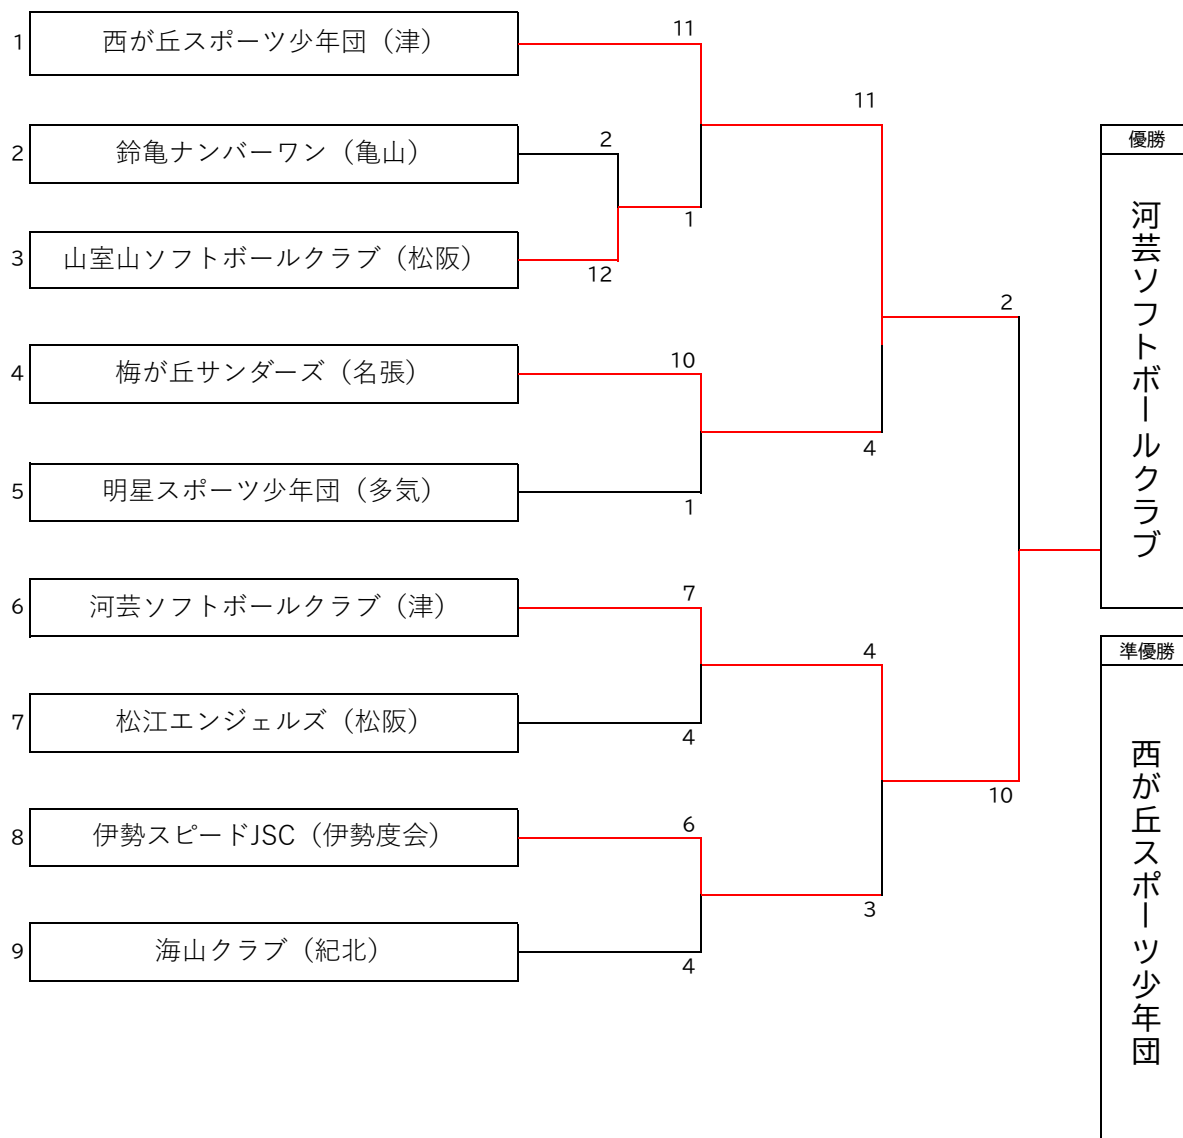 1
西が丘スポーツ少年団（津）
11
11
2
鈴亀ナンバーワン（亀山）
2
1
3
山室山ソフトボールクラブ（松阪）
12
2
4
梅が丘サンダーズ（名張）
10
4
5
明星スポーツ少年団（多気）
1
6
河芸ソフトボールクラブ（津）
7
4
7
松江エンジェルズ（松阪）
4
10
8
伊勢スピードJSC（伊勢度会）
6
3
9
海山クラブ（紀北）
4
優勝
河芸ソフトボールクラブ
準優勝
西が丘スポーツ少年団